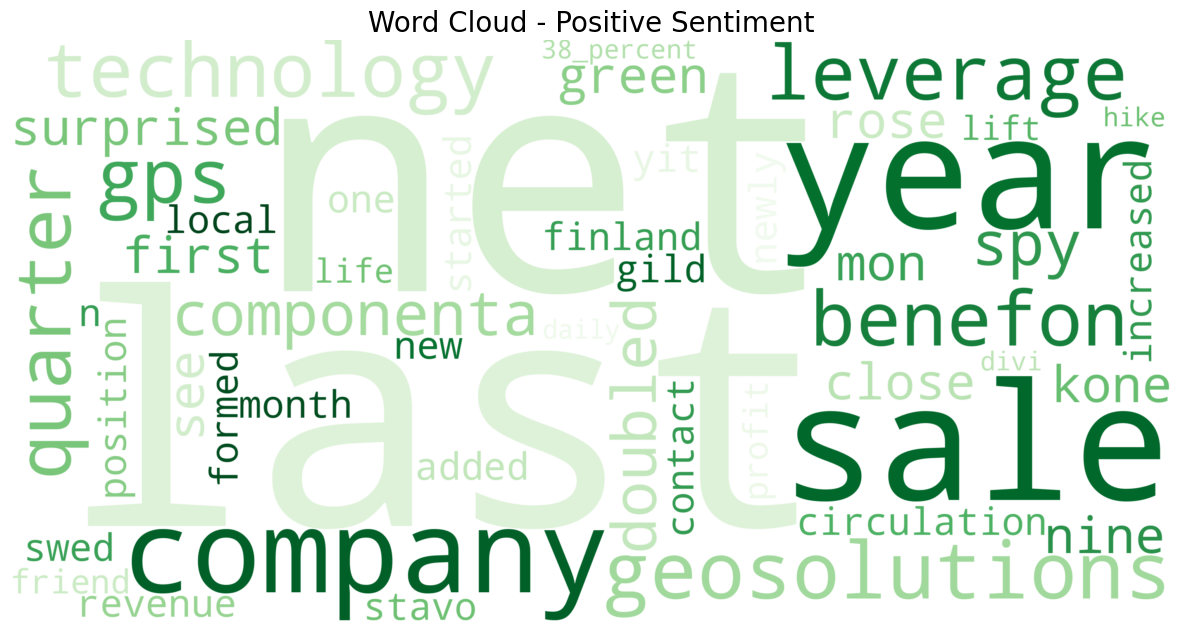 Word Cloud - Positive Sentiment
38_percent
technology
green
leverage
surprised
net
rose
lift
hike
gps
started
yit
year
quarter
local
one
newly
increased
first
finland
spy
life
gild
mon
n
componenta
benefon
position
last
daily
doubled
see
new
divi
formed
close
kone
month
contact
profit
sale
added
company
circulation
nine
swed
geosolutions
friend
revenue
stavo